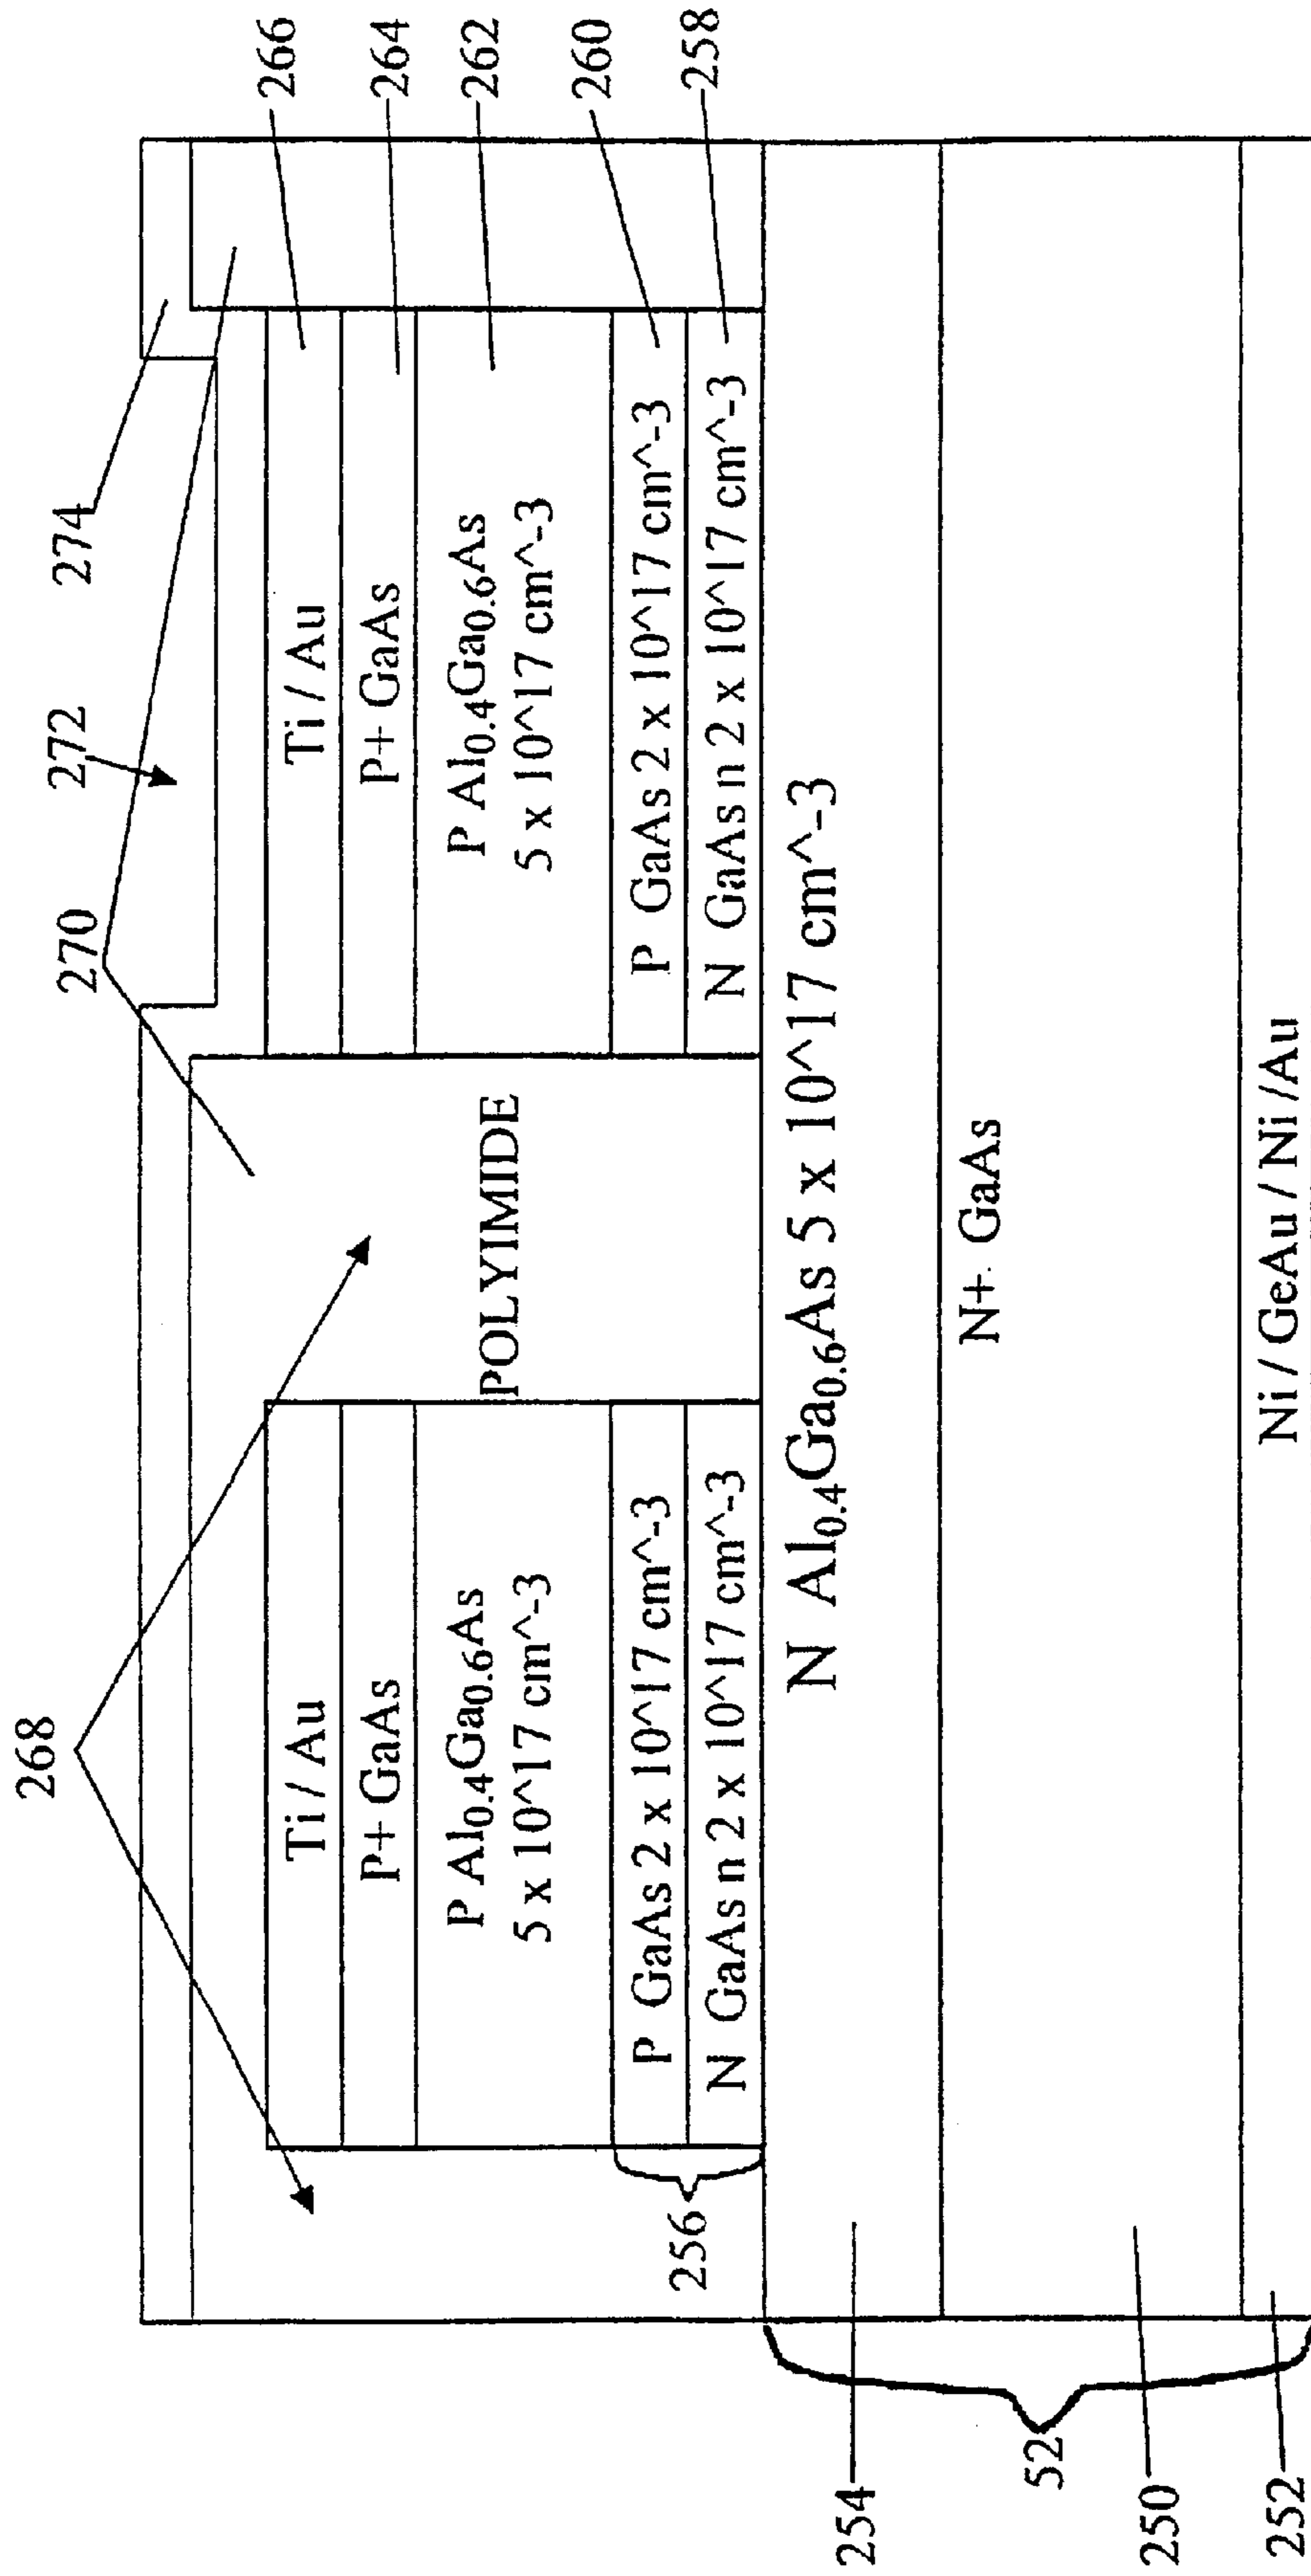 268
270
272
274
266
264
262
260
258
Ti / Au
P+ GaAs
P Al0.4Ga0.6As
5 x 10^17 cm^-3
P GaAs 2 x 10^17 cm^-3
N GaAs n 2 x 10^17 cm^-3
POLYIMIDE
Ti / Au
P+ GaAs
P Al0.4Ga0.6As
5 x 10^17 cm^-3
P GaAs 2 x 10^17 cm^-3
N GaAs n 2 x 10^17 cm^-3
256
N Al0.4Ga0.6As 5 x 10^17 cm^-3
N+ GaAs
Ni / GeAu / Ni /Au
254
52
250
252